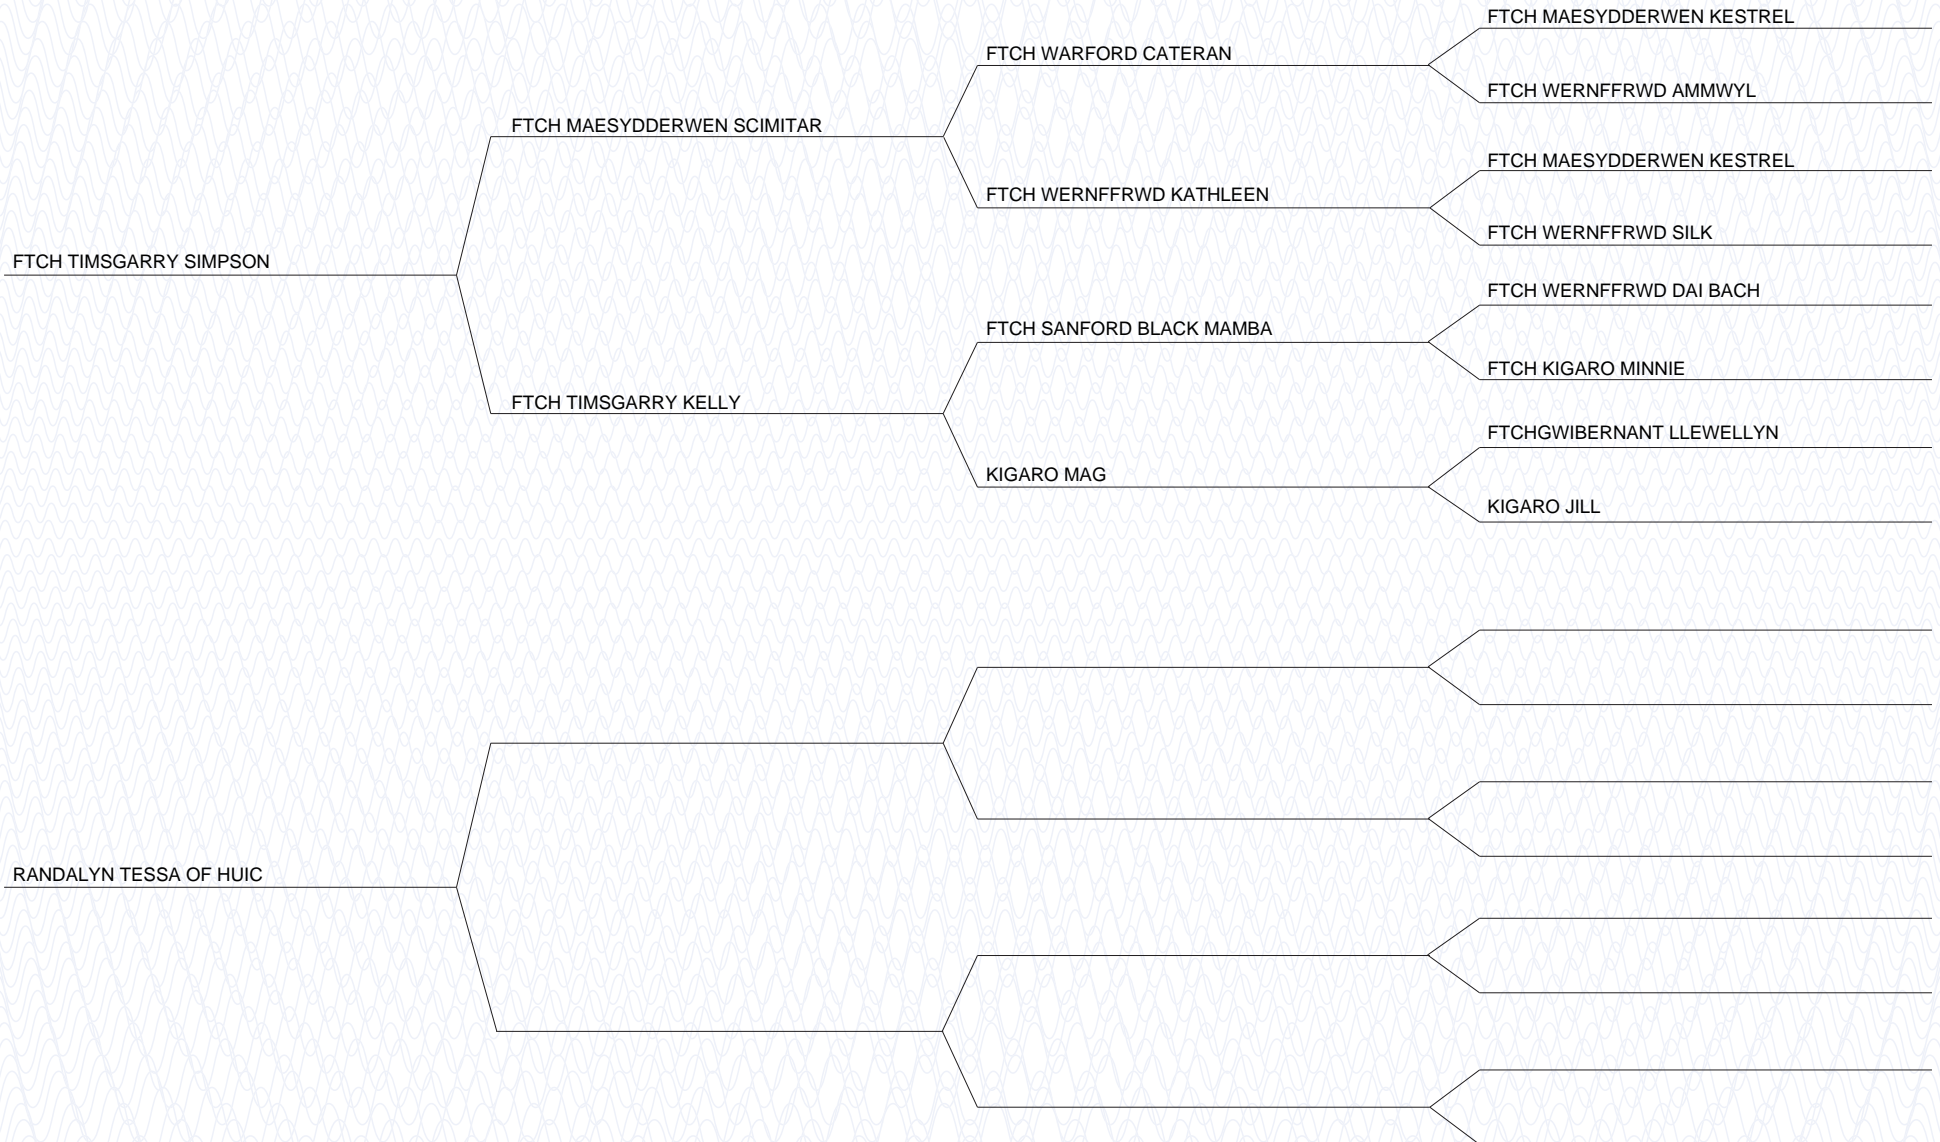 FTCH MAESYDDERWEN KESTREL
FTCH WARFORD CATERAN
FTCH WERNFFRWD AMMWYL
FTCH MAESYDDERWEN SCIMITAR
FTCH MAESYDDERWEN KESTREL
FTCH WERNFFRWD KATHLEEN
FTCH WERNFFRWD SILK
FTCH TIMSGARRY SIMPSON
FTCH WERNFFRWD DAI BACH
FTCH SANFORD BLACK MAMBA
FTCH KIGARO MINNIE
FTCH TIMSGARRY KELLY
FTCHGWIBERNANT LLEWELLYN
KIGARO MAG
KIGARO JILL
RANDALYN TESSA OF HUIC